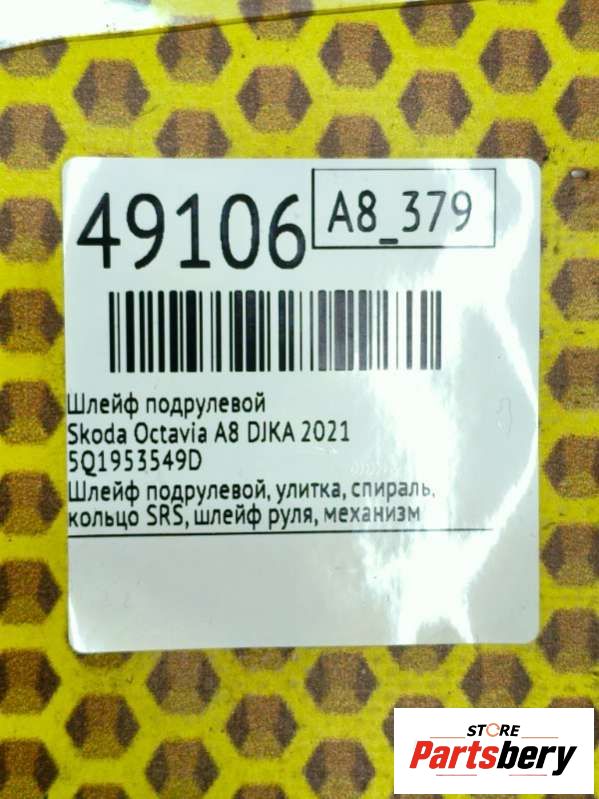 49106
A8_379
Шлейф подрулевой
Skoda Octavia A8 DJKA 2021
5Q1953549D
Шлейф подрулевой, улитка, спираль,
кольцо SRS, шлейф руля, механизм
STORE
Partsbery